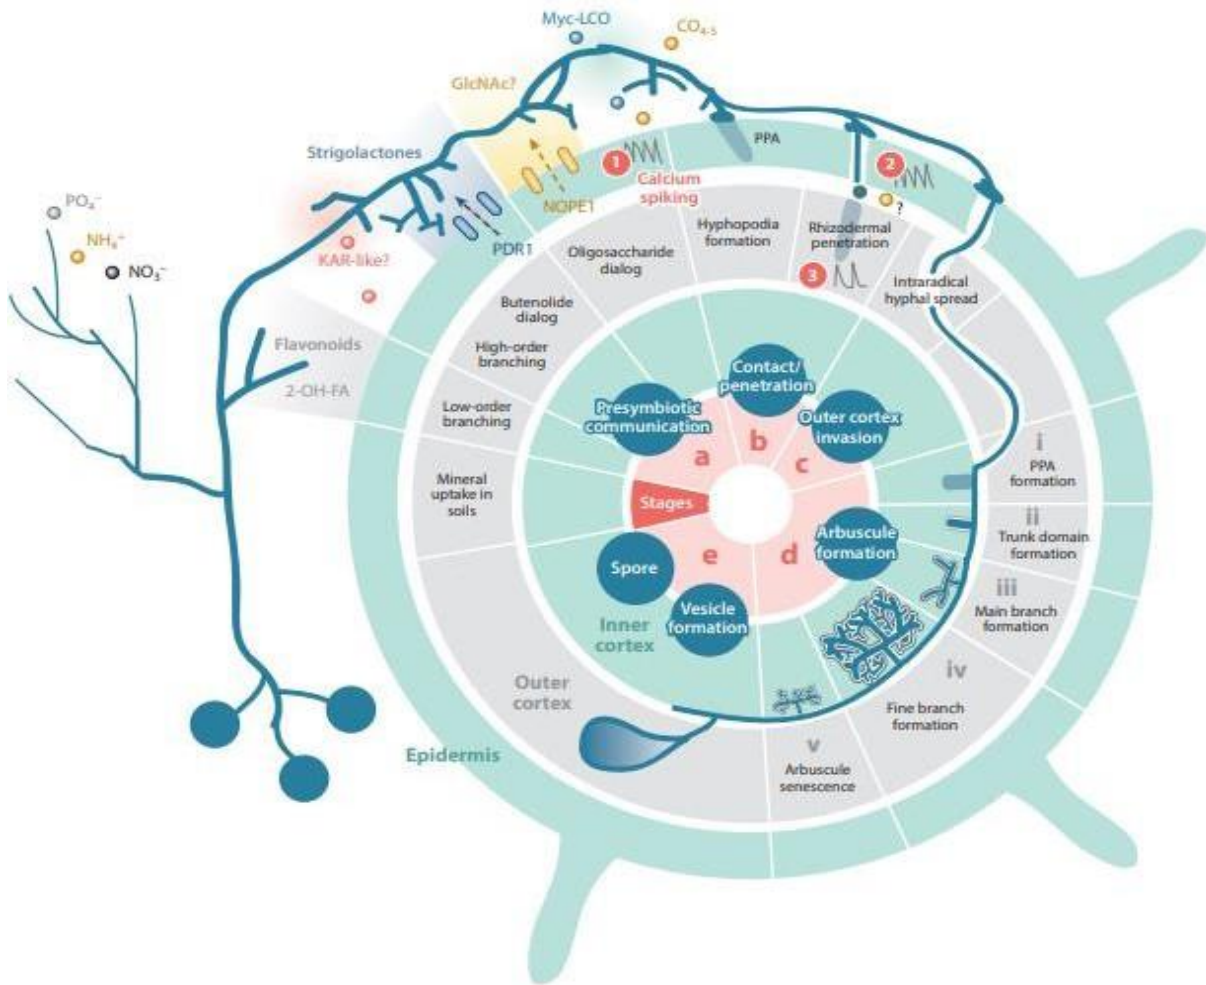 Myc-LCO
CO₄₋₅
GlcNAc?
Strigolactones
PPA
1
2
Calcium
spiking
NOPE1
?
PDR1
PO₄⁻
NH₄⁺
NO₃⁻
KAR-like?
Hyphopodia
formation
Rhizodermal
penetration
3
Oligosaccharide
dialog
Intraradical
hyphal spread
Butenolide
dialog
High-order
branching
Flavonoids
2-OH-FA
Low-order
branching
Mineral
uptake in
soils
Contact/
penetration
Presymbiotic
communication
Outer cortex
invasion
a
b
c
Stages
i
PPA
formation
ii
Trunk domain
formation
Arbuscule
formation
d
e
Spore
Vesicle
formation
iii
Main branch
formation
Inner
cortex
Outer
cortex
iv
Fine branch
formation
Epidermis
v
Arbuscule
senescence